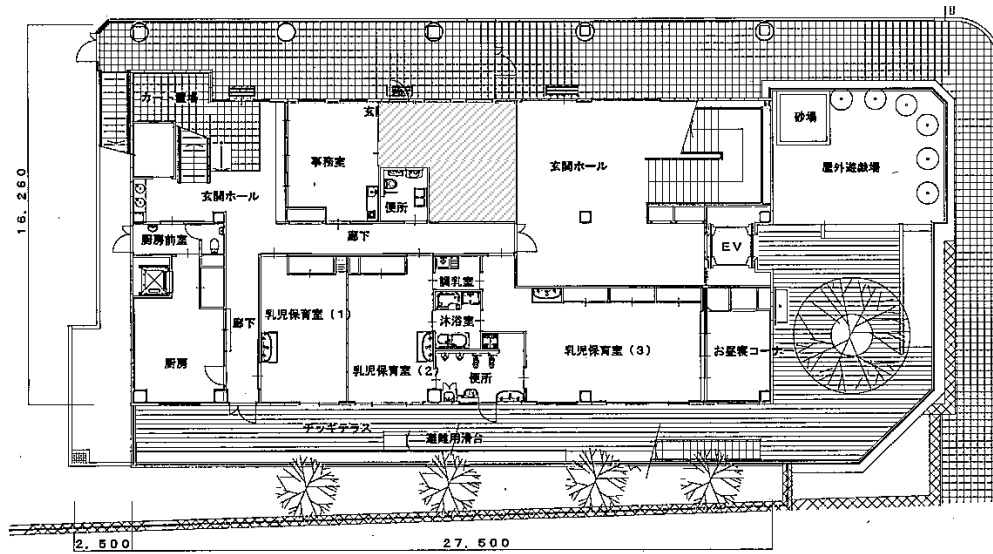 カート置場
玄
砂場
屋外遊戯場
事務室
玄関ホール
16,260
玄関ホール
便所
廊下
厨房前室
EV
調乳室
乳児保育室(1)
廊下
沐浴室
乳児保育室(3)
お昼寝コーナ
厨房
乳児保育室(2
便所
デッキテラス
避難用滑台
2,500
27,500